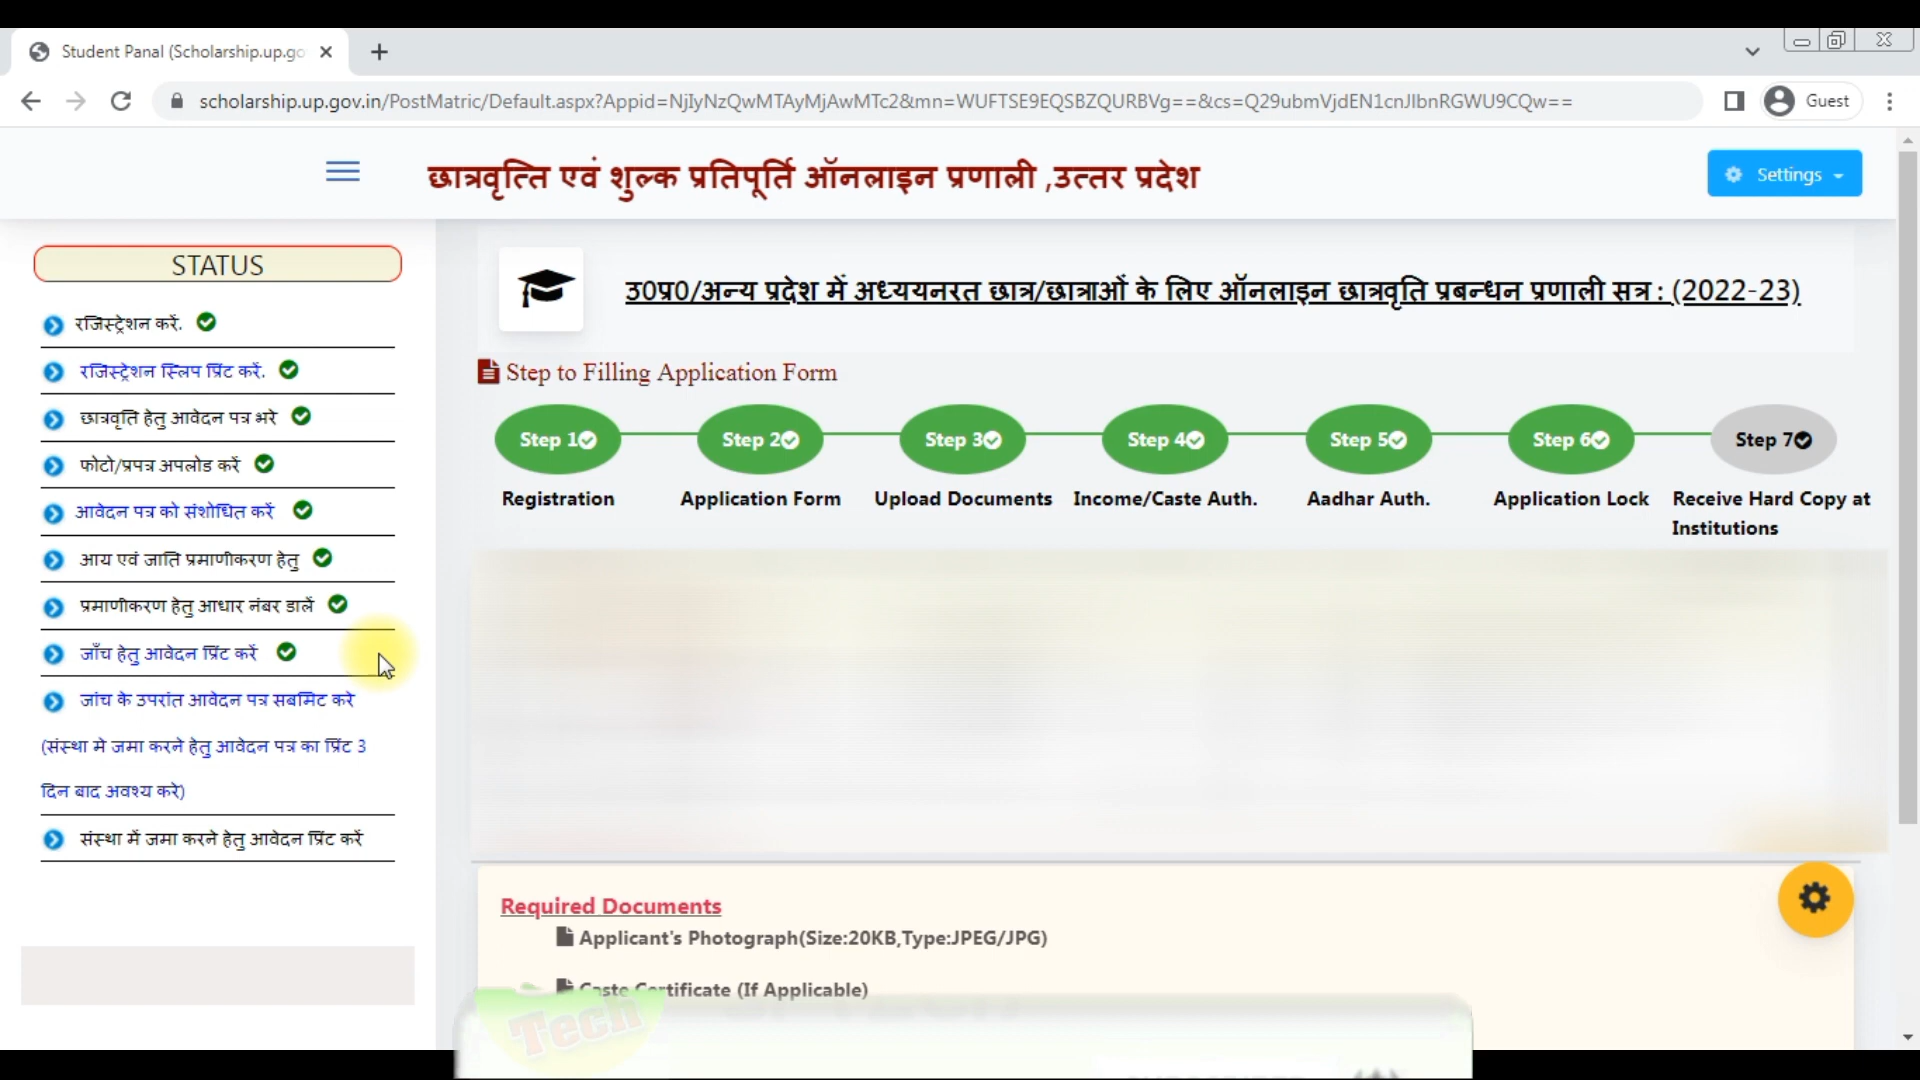 Student Panal (Scholarship.up.go
scholarship.up.gov.in/PostMatric/Default.aspx?Appid=NjIyNzQwMTAyMjAwMTc2&mn=WUFTSE9EQSBZQURBVg==&cs=Q29ubmVjdEN1cnJlbnRGWU9CQw==
Guest
छात्रवृत्ति एवं शुल्क प्रतिपूर्ति ऑनलाइन प्रणाली ,उत्तर प्रदेश
Settings
STATUS
रजिस्ट्रेशन करें.
रजिस्ट्रेशन स्लिप प्रिंट करें.
छात्रवृति हेतु आवेदन पत्र भरे
फोटो/प्रपत्र अपलोड करें
आवेदन पत्र को संशोधित करें
आय एवं जाति प्रमाणीकरण हेतु
प्रमाणीकरण हेतु आधार नंबर डालें
जाँच हेतु आवेदन प्रिंट करें
जांच के उपरांत आवेदन पत्र सबमिट करे
(संस्था मे जमा करने हेतु आवेदन पत्र का प्रिंट 3
दिन बाद अवश्य करे)
संस्था में जमा करने हेतु आवेदन प्रिंट करें
उ0प्र0/अन्य प्रदेश में अध्ययनरत छात्र/छात्राओं के लिए ऑनलाइन छात्रवृति प्रबन्धन प्रणाली सत्र : (2022-23)
Step to Filling Application Form
Step 1 Step 2 Step 3 Step 4 Step 5 Step 6 Step 7
Registration Application Form Upload Documents Income/Caste Auth. Aadhar Auth. Application Lock Receive Hard Copy at
Institutions
Required Documents
Applicant's Photograph(Size:20KB,Type:JPEG/JPG)
Caste Certificate (If Applicable)
Tech